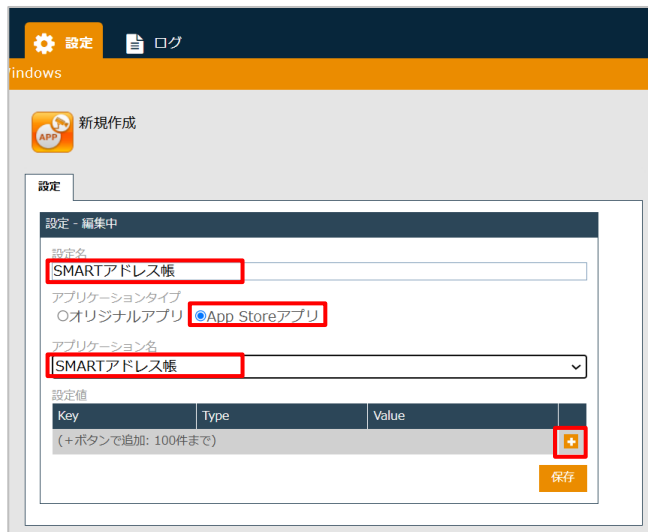 設定 ログ
indows
APP 新規作成
設定
設定 - 編集中
設定名
SMARTアドレス帳
アプリケーションタイプ
オリジナルアプリ App Storeアプリ
アプリケーション名
SMARTアドレス帳
設定値
Key Type Value
(+ボタンで追加: 100件まで)
保存